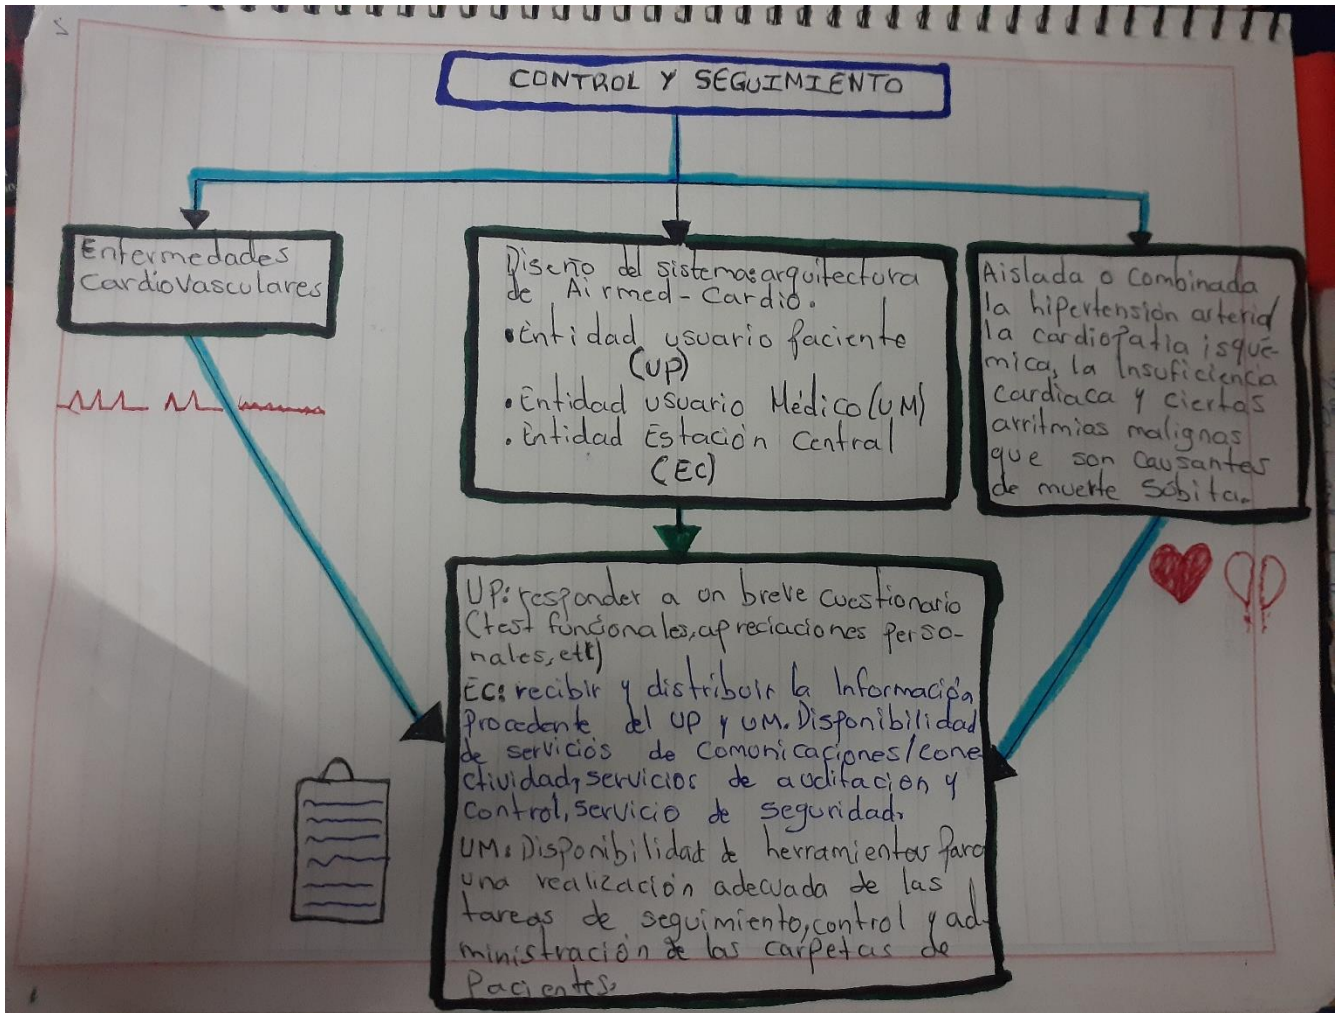 CONTROL Y SEGUIMIENTO
Enfermedades
CardioVasculares
Diseño del sistemas arquitectura
de Airmed-Cardio.
• Entidad usuario Paciente
(UP)
• Entidad usuario Médico (UM)
• Entidad Estación Central
(EC)
Aislada o combinada
la hipertensión arterial
la cardiopatia isqué-
mica, la Insuficiencia
cardiaca y ciertas
arritmias malignas
que son causantes
de muerte Súbita.
UP: responder a un breve cuestionario
(test funcionales, apreciaciones perso-
nales, etc)
EC: recibir y distribuir la Información
Procedente del UP y UM. Disponibilidad
de servicios de comunicaciones/cone
ctividad, servicios de auditación y
control, servicio de seguridad.
UM: Disponibilidad de herramientas para
una realización adecuada de las
tareas de seguimiento, control y ad-
ministración de las carpetas de
Pacientes.